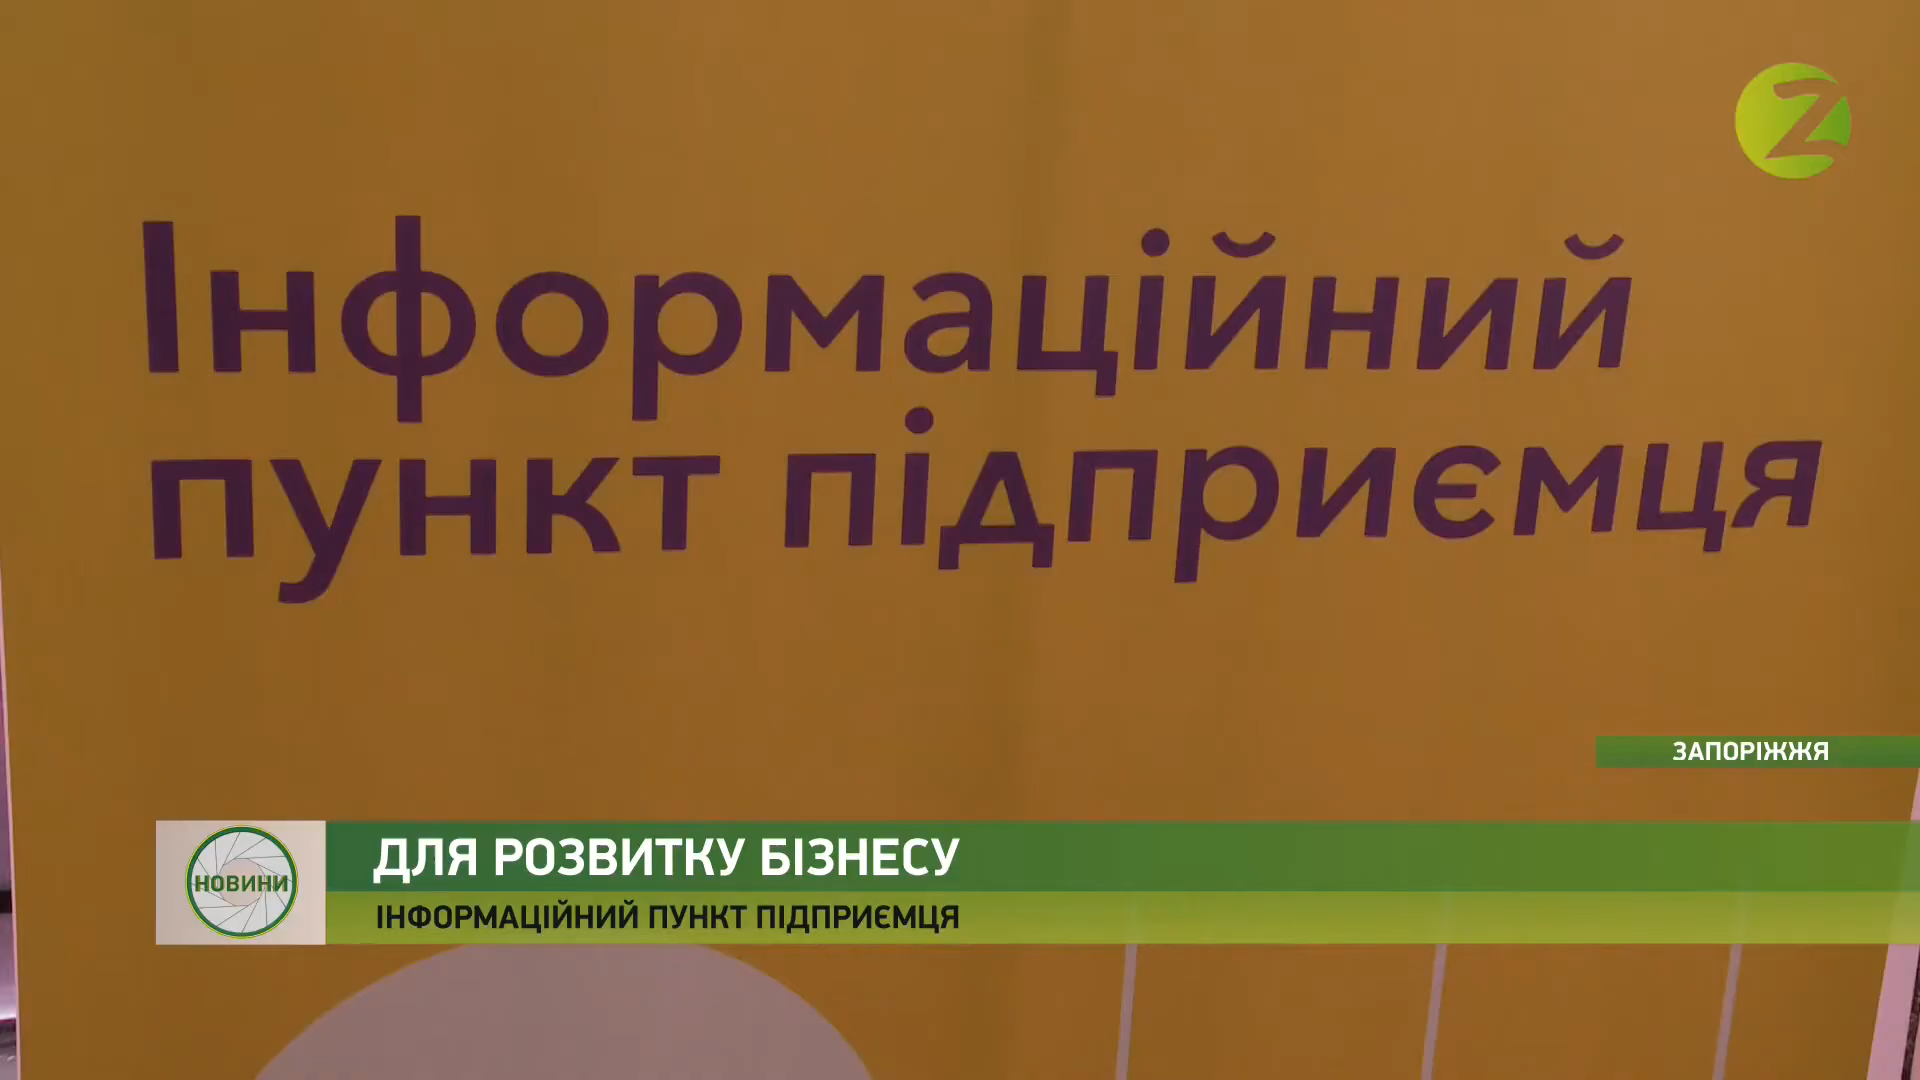 Z
Інформаційний
пункт підприємця
ЗАПОРІЖЖЯ
НОВИНИ
ДЛЯ РОЗВИТКУ БІЗНЕСУ
ІНФОРМАЦІЙНИЙ ПУНКТ ПІДПРИЄМЦЯ